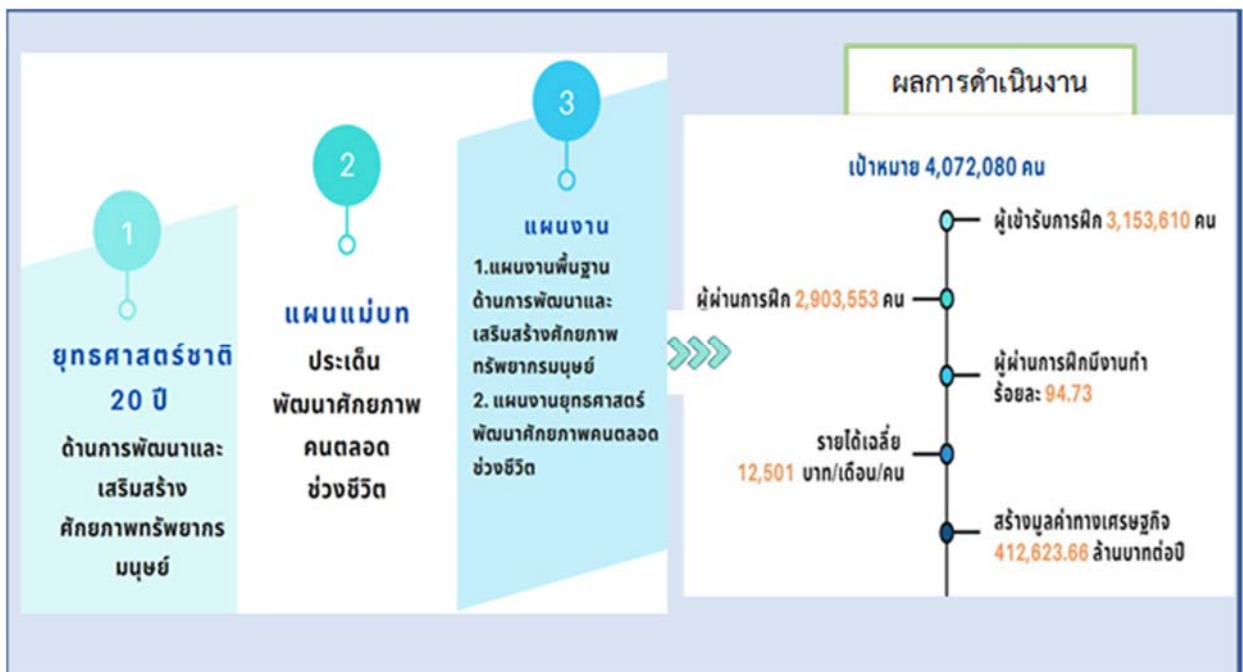 1
ยุทธศาสตร์ชาติ
20 ปี
ด้านการพัฒนาและ
เสริมสร้าง
ศักยภาพทรัพยากร
มนุษย์
2
แผนแม่บท
ประเด็น
พัฒนาศักยภาพ
คนตลอด
ช่วงชีวิต
3
แผนงาน
1.แผนงานพื้นฐาน
ด้านการพัฒนาและ
เสริมสร้างศักยภาพ
ทรัพยากรมนุษย์
2. แผนงานยุทธศาสตร์
พัฒนาศักยภาพคนตลอด
ช่วงชีวิต
ผลการดำเนินงาน
เป้าหมาย 4,072,080 คน
ผู้เข้ารับการฝึก 3,153,610 คน
ผู้ผ่านการฝึก 2,903,553 คน
ผู้ผ่านการฝึกมีงานทำ
ร้อยละ 94.73
รายได้เฉลี่ย
12,501 บาท/เดือน/คน
สร้างมูลค่าทางเศรษฐกิจ
412,623.66 ล้านบาทต่อปี